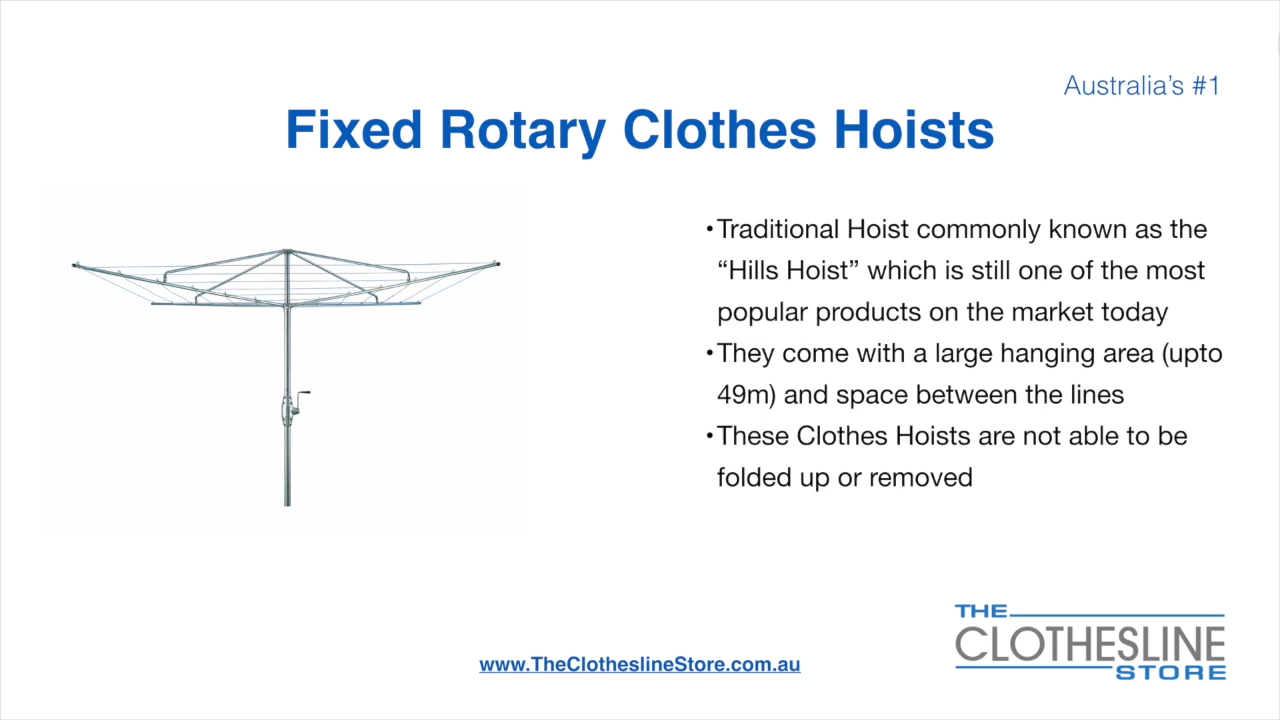 Australia's #1
Fixed Rotary Clothes Hoists
•Traditional Hoist commonly known as the
“Hills Hoist” which is still one of the most
popular products on the market today
•They come with a large hanging area (upto
49m) and space between the lines
•These Clothes Hoists are not able to be
folded up or removed
www.TheClotheslineStore.com.au
THE
CLOTHESLINE
STORE